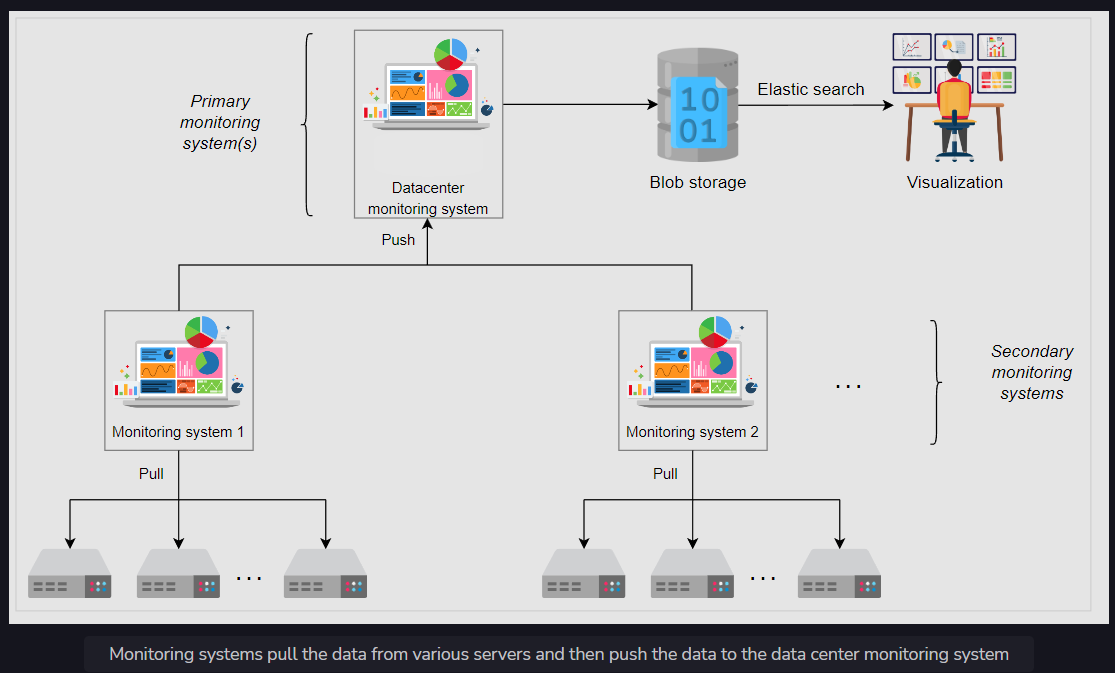 Primary
monitoring
system(s)
Datacenter
monitoring system
10
01
Blob storage
Elastic search
Visualization
Push
Monitoring system 1
Monitoring system 2
. . .
Secondary
monitoring
systems
Pull
Pull
. . .
. . .
Monitoring systems pull the data from various servers and then push the data to the data center monitoring system